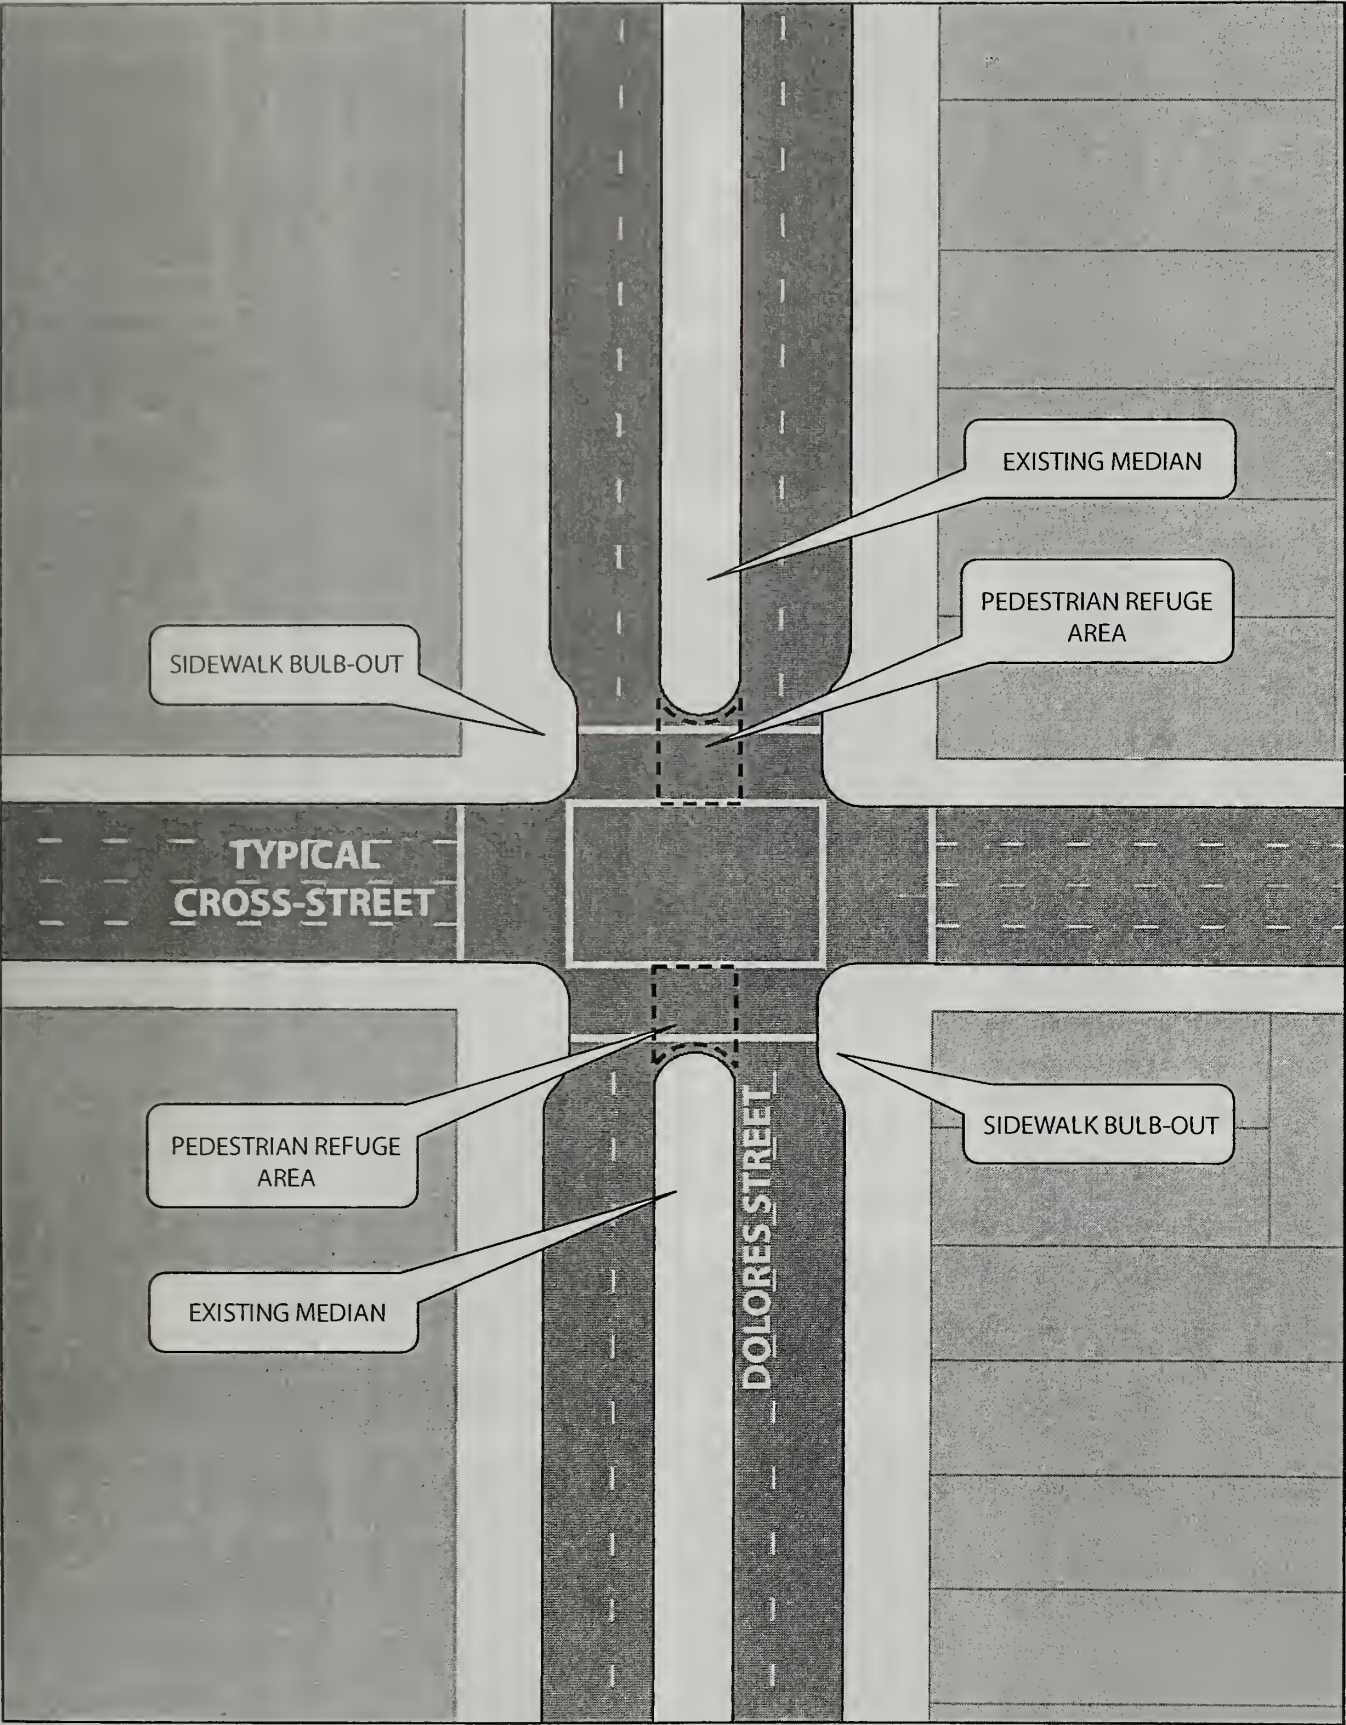 EXISTING MEDIAN
PEDESTRIAN REFUGE
AREA
SIDEWALK BULB-OUT
TYPICAL
CROSS-STREET
SIDEWALK BULB-OUT
PEDESTRIAN REFUGE
AREA
DOLORES STREET
EXISTING MEDIAN